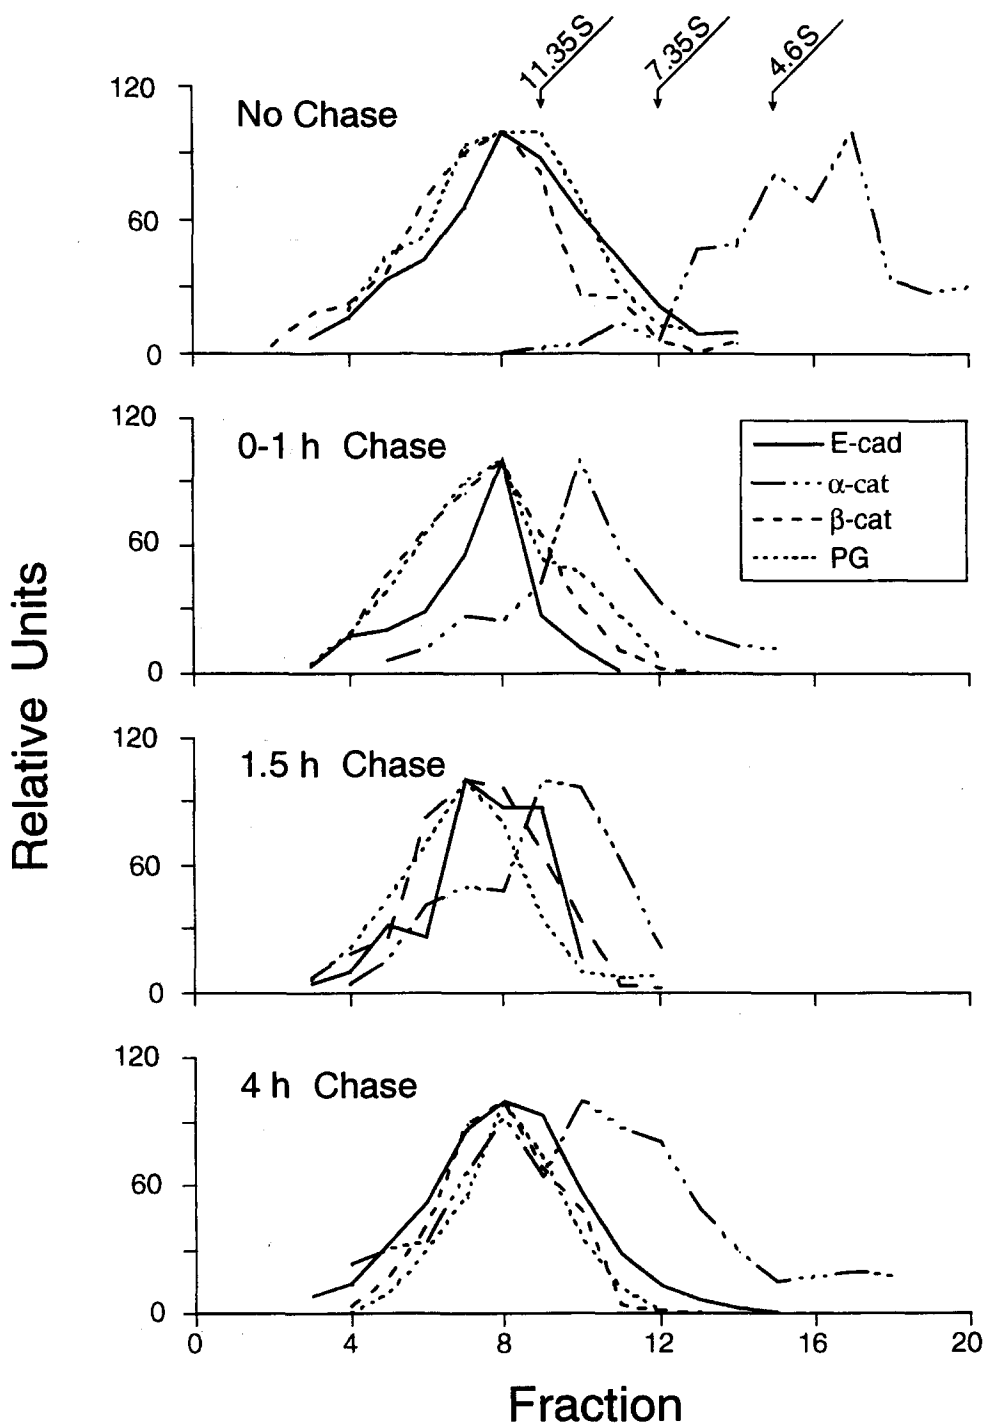 11.35S 7.35S 4.6S
120
No Chase
60
0
120
0-1 h Chase
E-cad
α-cat
60
β-cat
PG
0
120
1.5 h Chase
60
0
120
4 h Chase
60
0
0 4 8 12 16 20
Relative Units
Fraction